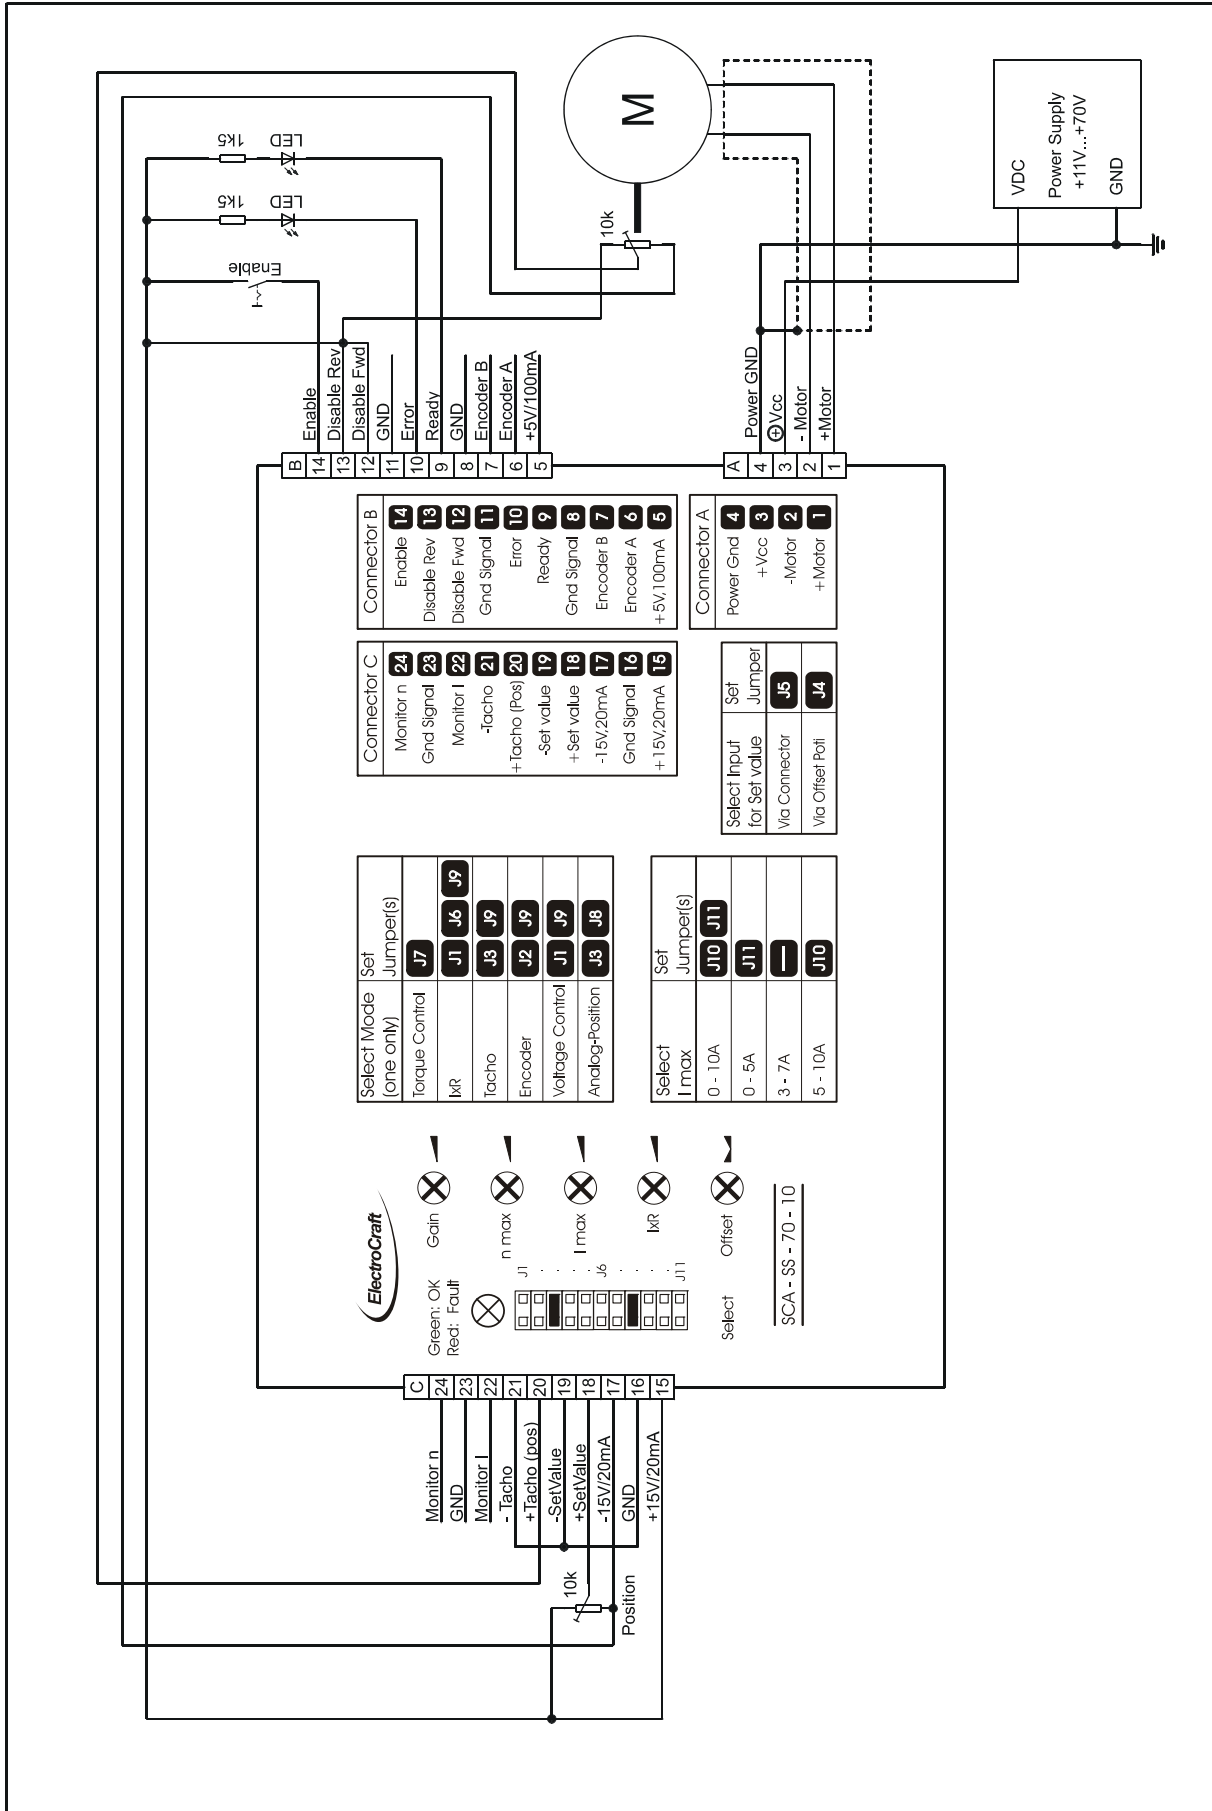 1k5
LED
1k5
LED
Enable
M
10k
Power Supply
+11V...+70V
VDC
GND
Enable
Disable Rev
Disable Fwd
GND
Error
Ready
GND
Encoder B
Encoder A
+5V/100mA
Power GND
+Vcc
- Motor
+Motor
B
14
13
12
11
10
9
8
7
6
5
A
4
3
2
1
Connector B
Enable 14
Disable Rev 13
Disable Fwd 12
Gnd Signal 11
Error 10
Ready 9
Gnd Signal 8
Encoder B 7
Encoder A 6
+5V,100mA 5
Connector A
Power Gnd 4
+Vcc 3
-Motor 2
+Motor 1
Connector C
Monitor n 24
Gnd Signal 23
Monitor I 22
-Tacho 21
+Tacho (Pos) 20
-Set value 19
+Set value 18
-15V,20mA 17
Gnd Signal 16
+15V,20mA 15
Select Input
for Set value
Set
Jumper
Via Connector J5
Via Offset Poti J4
Select Mode
(one only)
Set
Jumper(s)
Torque Control J7
IxR J1 J6 J9
Tacho J3 J9
Encoder J2 J9
Voltage Control J1 J9
Analog-Position J3 J8
Select
I max
Set
Jumper(s)
0 - 10A J10 J11
0 - 5A J11
3 - 7A —
5 - 10A J10
ElectroCraft
Green: OK
Red: Fault
Gain
n max
I max
IxR
Offset
J1
J6
J11
Select
SCA - SS - 70 - 10
C
24
23
22
21
20
19
18
17
16
15
Monitor n
GND
Monitor I
- Tacho
+Tacho (pos)
-SetValue
+SetValue
-15V/20mA
GND
+15V/20mA
10k
Position